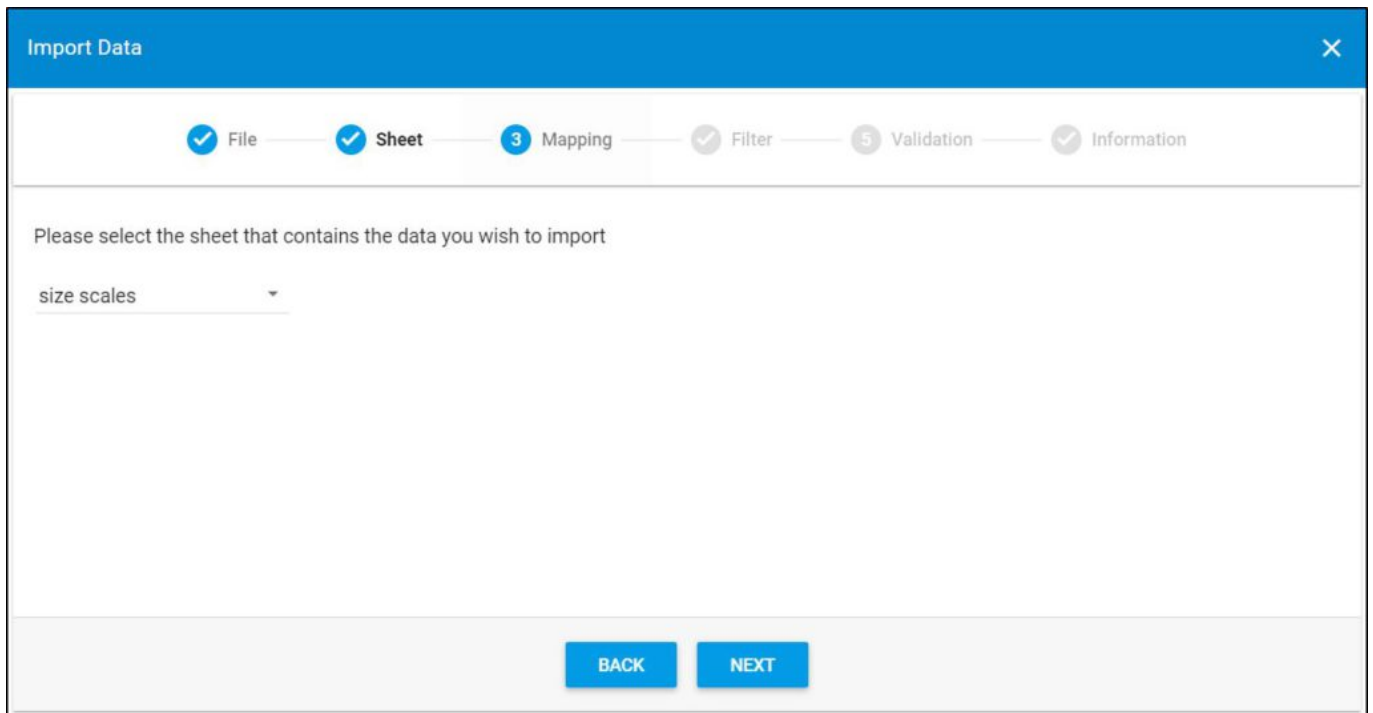 Import Data
File Sheet 3 Mapping Filter 5 Validation Information
Please select the sheet that contains the data you wish to import
size scales
BACK NEXT